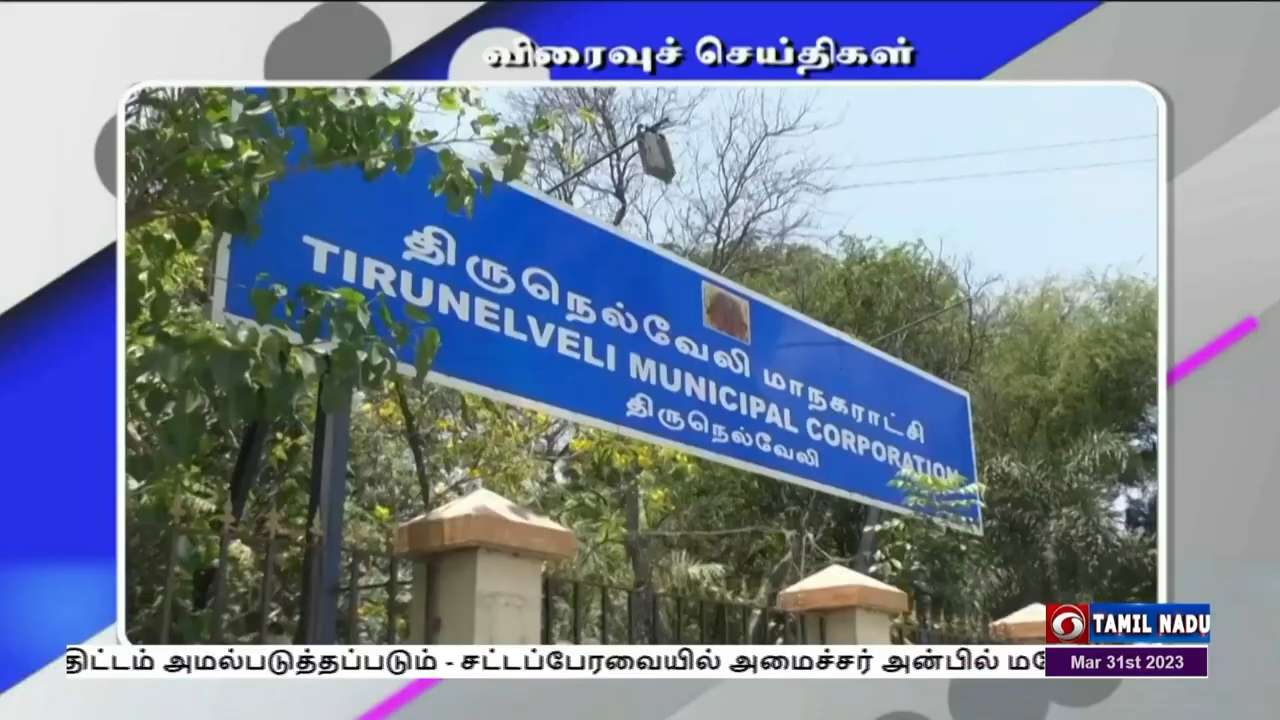 விரைவுச் செய்திகள்
திருநெல்வேலி மாநகராட்சி
TIRUNELVELI MUNICIPAL CORPORATION
திருநெல்வேலி
TAMIL NADU
திட்டம் அமல்படுத்தப்படும் - சட்டப்பேரவையில் அமைச்சர் அன்பில்
Mar 31st 2023